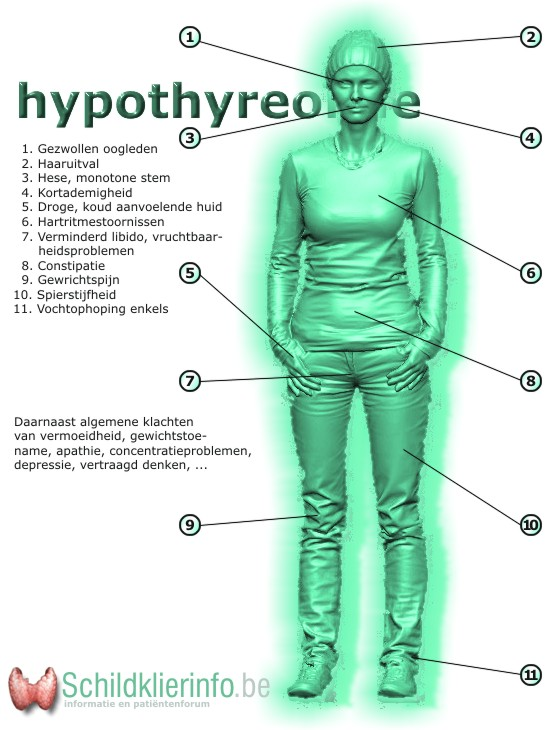 1
2
hypothyreoïdie
3
4
1. Gezwollen oogleden
2. Haaruitval
3. Hese, monotone stem
4. Kortademigheid
5. Droge, koud aanvoelende huid
6. Hartritmestoornissen
7. Verminderd libido, vruchtbaar-
heidsproblemen
8. Constipatie
9. Gewrichtspijn
10. Spierstijfheid
11. Vochtophoping enkels
5
6
7
8
Daarnaast algemene klachten
van vermoeidheid, gewichtstoe-
name, apathie, concentratieproblemen,
depressie, vertraagd denken, ...
9
10
11
Schildklierinfo.be
informatie en patiëntenforum